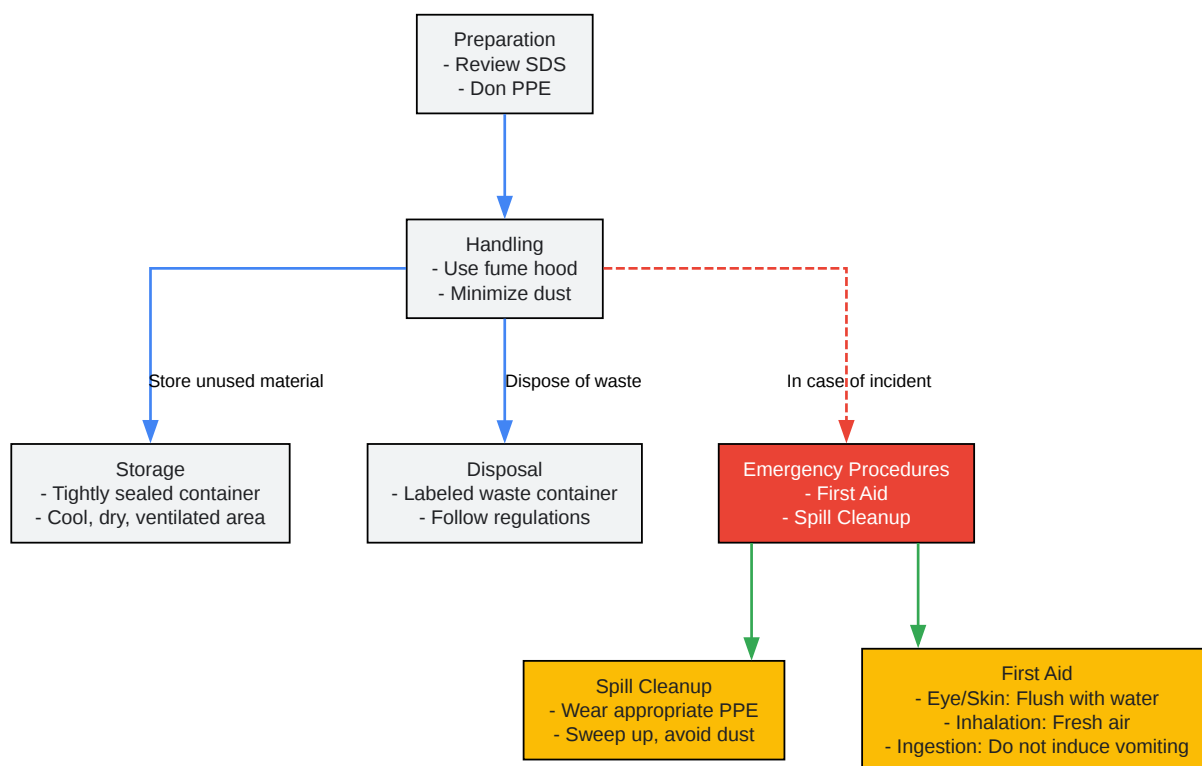 Preparation
- Review SDS
- Don PPE
Handling
- Use fume hood
- Minimize dust
Store unused material
Dispose of waste
In case of incident
Storage
- Tightly sealed container
- Cool, dry, ventilated area
Disposal
- Labeled waste container
- Follow regulations
Emergency Procedures
- First Aid
- Spill Cleanup
Spill Cleanup
- Wear appropriate PPE
- Sweep up, avoid dust
First Aid
- Eye/Skin: Flush with water
- Inhalation: Fresh air
- Ingestion: Do not induce vomiting